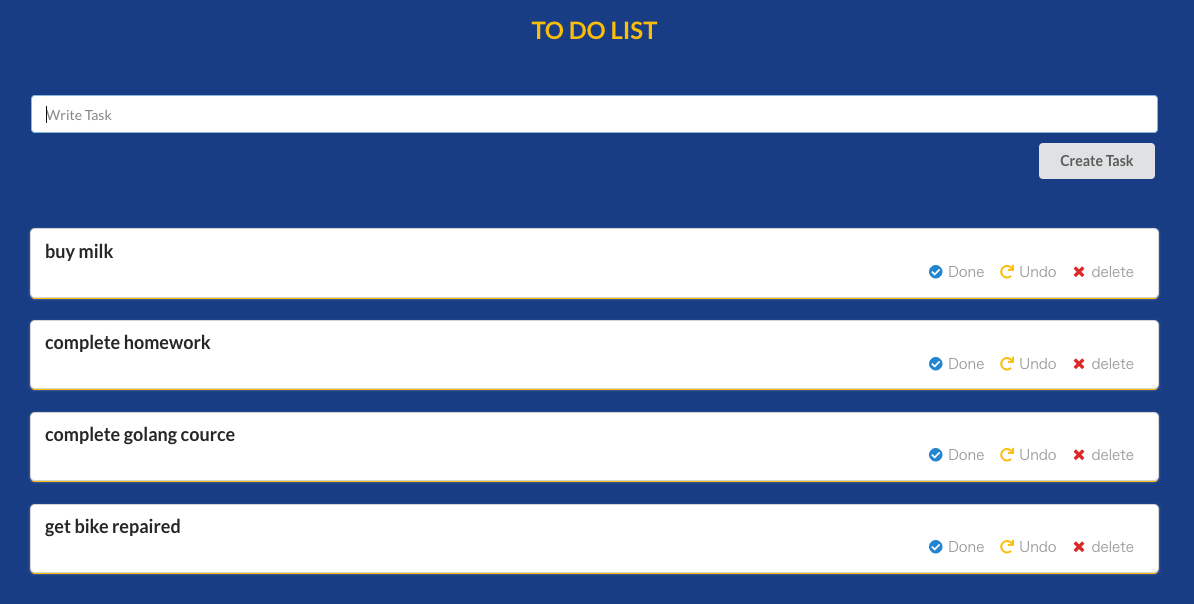 TO DO LIST
Write Task
Create Task
buy milk
Done Undo delete
complete homework
Done Undo delete
complete golang cource
Done Undo delete
get bike repaired
Done Undo delete